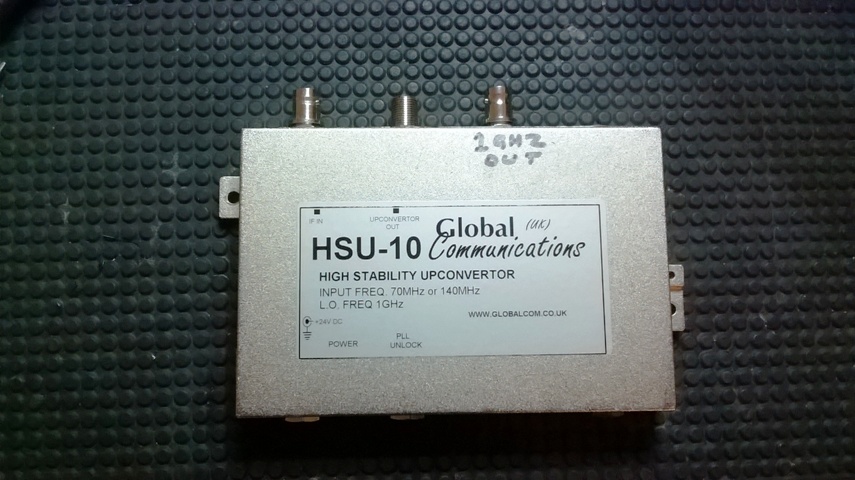 1GHZ
OUT
IF IN
UPCONVERTOR
OUT
Global (UK)
HSU-10 Communications
HIGH STABILITY UPCONVERTOR
INPUT FREQ. 70MHz or 140MHz
L.O. FREQ 1GHz
WWW.GLOBALCOM.CO.UK
+24V DC
POWER
PLL
UNLOCK